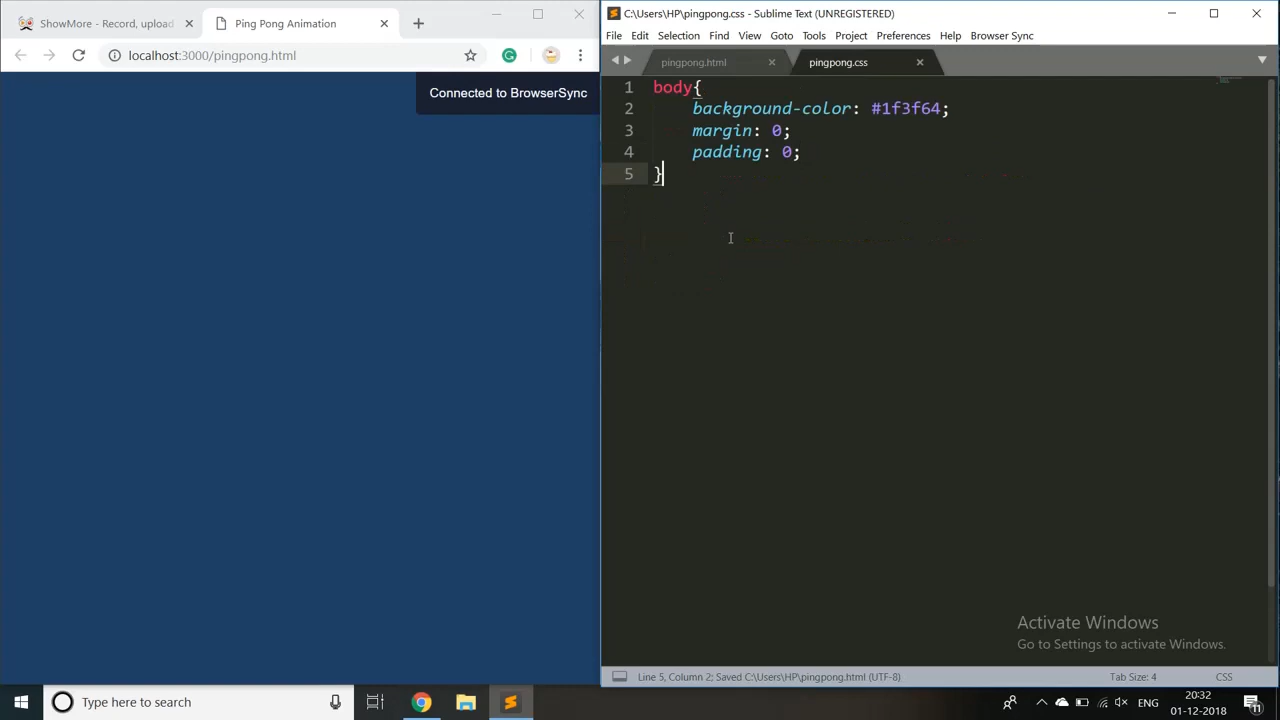 ShowMore - Record, upload
Ping Pong Animation
localhost:3000/pingpong.html
Connected to BrowserSync
C:\Users\HP\pingpong.css - Sublime Text (UNREGISTERED)
File Edit Selection Find View Goto Tools Project Preferences Help Browser Sync
pingpong.html
pingpong.css
1 body{
2 background-color: #1f3f64;
3 margin: 0;
4 padding: 0;
5 }
Activate Windows
Go to Settings to activate Windows.
Line 5, Column 2; Saved C:\Users\HP\pingpong.html (UTF-8)
Tab Size: 4
CSS
Type here to search
ENG
20:32
01-12-2018
11